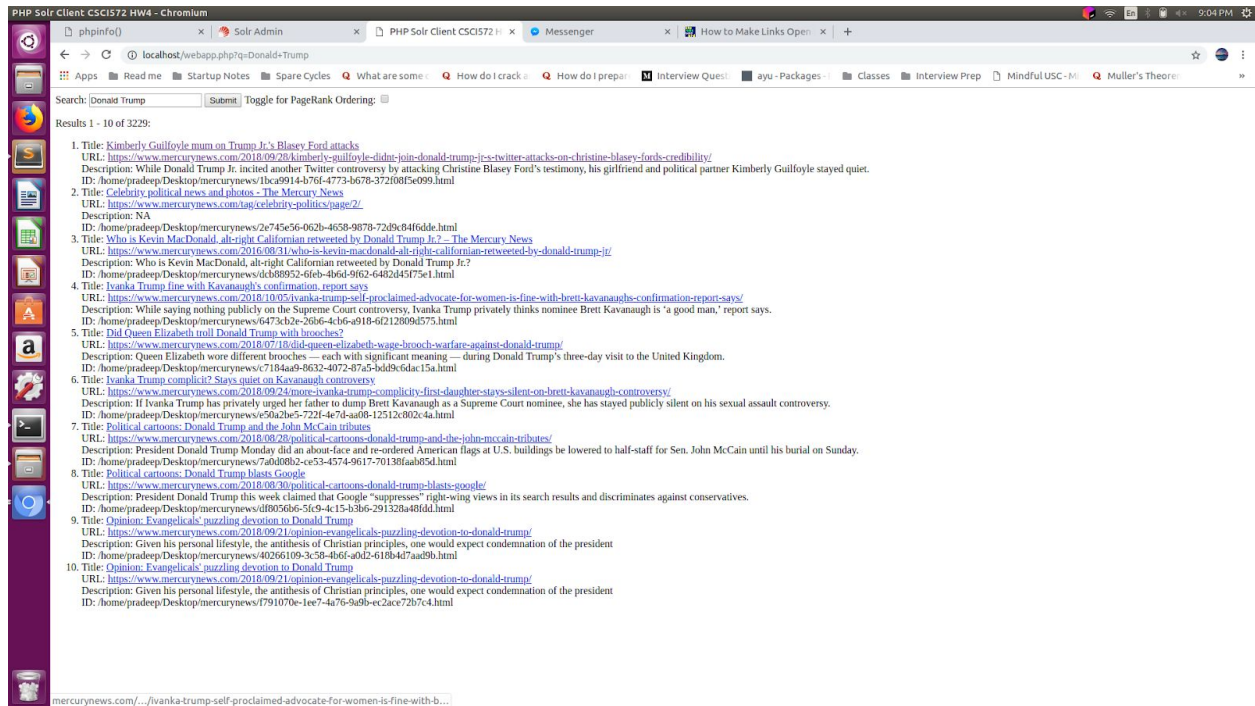 PHP Solr Client CSCI572 HW4 - Chromium
En 9:04 PM
phpinfo() Solr Admin PHP Solr Client CSCI572 H Messenger How to Make Links Open
localhost/webapp.php?q=Donald+Trump
Apps Read me Startup Notes Spare Cycles What are some c How do I crack a How do I prepar Interview Quest ayu - Packages - Classes Interview Prep MindfulUSC - M Muller's Theorem »
Search: Donald Trump Submit Toggle for PageRank Ordering:
Results 1 - 10 of 3229:
1. Title: Kimberly Guilfoyle mum on Trump Jr.'s Blasey Ford attacks
URL: https://www.mercurynews.com/2018/09/28/kimberly-guilfoyle-didnt-join-donald-trump-jr-s-twitter-attacks-on-christine-blasey-fords-credibility/
Description: While Donald Trump Jr. incited another Twitter controversy by attacking Christine Blasey Ford's testimony, his girlfriend and political partner Kimberly Guilfoyle stayed quiet.
ID: /home/pradeep/Desktop/mercurynews/1bca9914-b76f-4773-b678-372f08f5e099.html
2. Title: Celebrity political news and photos - The Mercury News
URL: https://www.mercurynews.com/tag/celebrity-politics/page/2/
Description: NA
ID: /home/pradeep/Desktop/mercurynews/2e745e56-062b-4658-9878-72d9c84f6dde.html
3. Title: Who is Kevin MacDonald, alt-right Californian retweeted by Donald Trump Jr.? – The Mercury News
URL: https://www.mercurynews.com/2016/08/31/who-is-kevin-macdonald-alt-right-californian-retweeted-by-donald-trump-jr/
Description: Who is Kevin MacDonald, alt-right Californian retweeted by Donald Trump Jr.?
ID: /home/pradeep/Desktop/mercurynews/dcb88952-6feb-4b6d-9f62-6482d45f75e1.html
4. Title: Ivanka Trump fine with Kavanaugh's confirmation, report says
URL: https://www.mercurynews.com/2018/10/05/ivanka-trump-self-proclaimed-advocate-for-women-is-fine-with-brett-kavanaughs-confirmation-report-says/
Description: While saying nothing publicly on the Supreme Court controversy, Ivanka Trump privately thinks nominee Brett Kavanaugh is ‘a good man,’ report says.
ID: /home/pradeep/Desktop/mercurynews/6473cb2e-26b6-4cb6-a918-6f212809d575.html
5. Title: Did Queen Elizabeth troll Donald Trump with brooches?
URL: https://www.mercurynews.com/2018/07/18/did-queen-elizabeth-wage-brooch-warfare-against-donald-trump/
Description: Queen Elizabeth wore different brooches — each with significant meaning — during Donald Trump's three-day visit to the United Kingdom.
ID: /home/pradeep/Desktop/mercurynews/c7184aa9-8632-4072-87a5-bdd9c6dac15a.html
6. Title: Ivanka Trump complicit? Stays quiet on Kavanaugh controversy
URL: https://www.mercurynews.com/2018/09/24/more-ivanka-trump-complicity-first-daughter-stays-silent-on-brett-kavanaugh-controversy/
Description: If Ivanka Trump has privately urged her father to dump Brett Kavanaugh as a Supreme Court nominee, she has stayed publicly silent on his sexual assault controversy.
ID: /home/pradeep/Desktop/mercurynews/e50a2be5-722f-4e7d-aa08-12512c802c4a.html
7. Title: Political cartoons: Donald Trump and the John McCain tributes
URL: https://www.mercurynews.com/2018/08/28/political-cartoons-donald-trump-and-the-john-mccain-tributes/
Description: President Donald Trump Monday did an about-face and re-ordered American flags at U.S. buildings be lowered to half-staff for Sen. John McCain until his burial on Sunday.
ID: /home/pradeep/Desktop/mercurynews/7a0d08b2-ce53-4574-9617-70138faab85d.html
8. Title: Political cartoons: Donald Trump blasts Google
URL: https://www.mercurynews.com/2018/08/30/political-cartoons-donald-trump-blasts-google/
Description: President Donald Trump this week claimed that Google “suppresses” right-wing views in its search results and discriminates against conservatives.
ID: /home/pradeep/Desktop/mercurynews/df8056b6-5fc9-4c15-b3b6-291328a48fdd.html
9. Title: Opinion: Evangelicals' puzzling devotion to Donald Trump
URL: https://www.mercurynews.com/2018/09/21/opinion-evangelicals-puzzling-devotion-to-donald-trump/
Description: Given his personal lifestyle, the antithesis of Christian principles, one would expect condemnation of the president
ID: /home/pradeep/Desktop/mercurynews/40266109-3c58-4b6f-a0d2-618b4d7aad9b.html
10. Title: Opinion: Evangelicals' puzzling devotion to Donald Trump
URL: https://www.mercurynews.com/2018/09/21/opinion-evangelicals-puzzling-devotion-to-donald-trump/
Description: Given his personal lifestyle, the antithesis of Christian principles, one would expect condemnation of the president
ID: /home/pradeep/Desktop/mercurynews/f791070e-1ee7-4a76-9a9b-ec2ace72b7c4.html
mercurynews.com/.../ivanka-trump-self-proclaimed-advocate-for-women-is-fine-with-b...